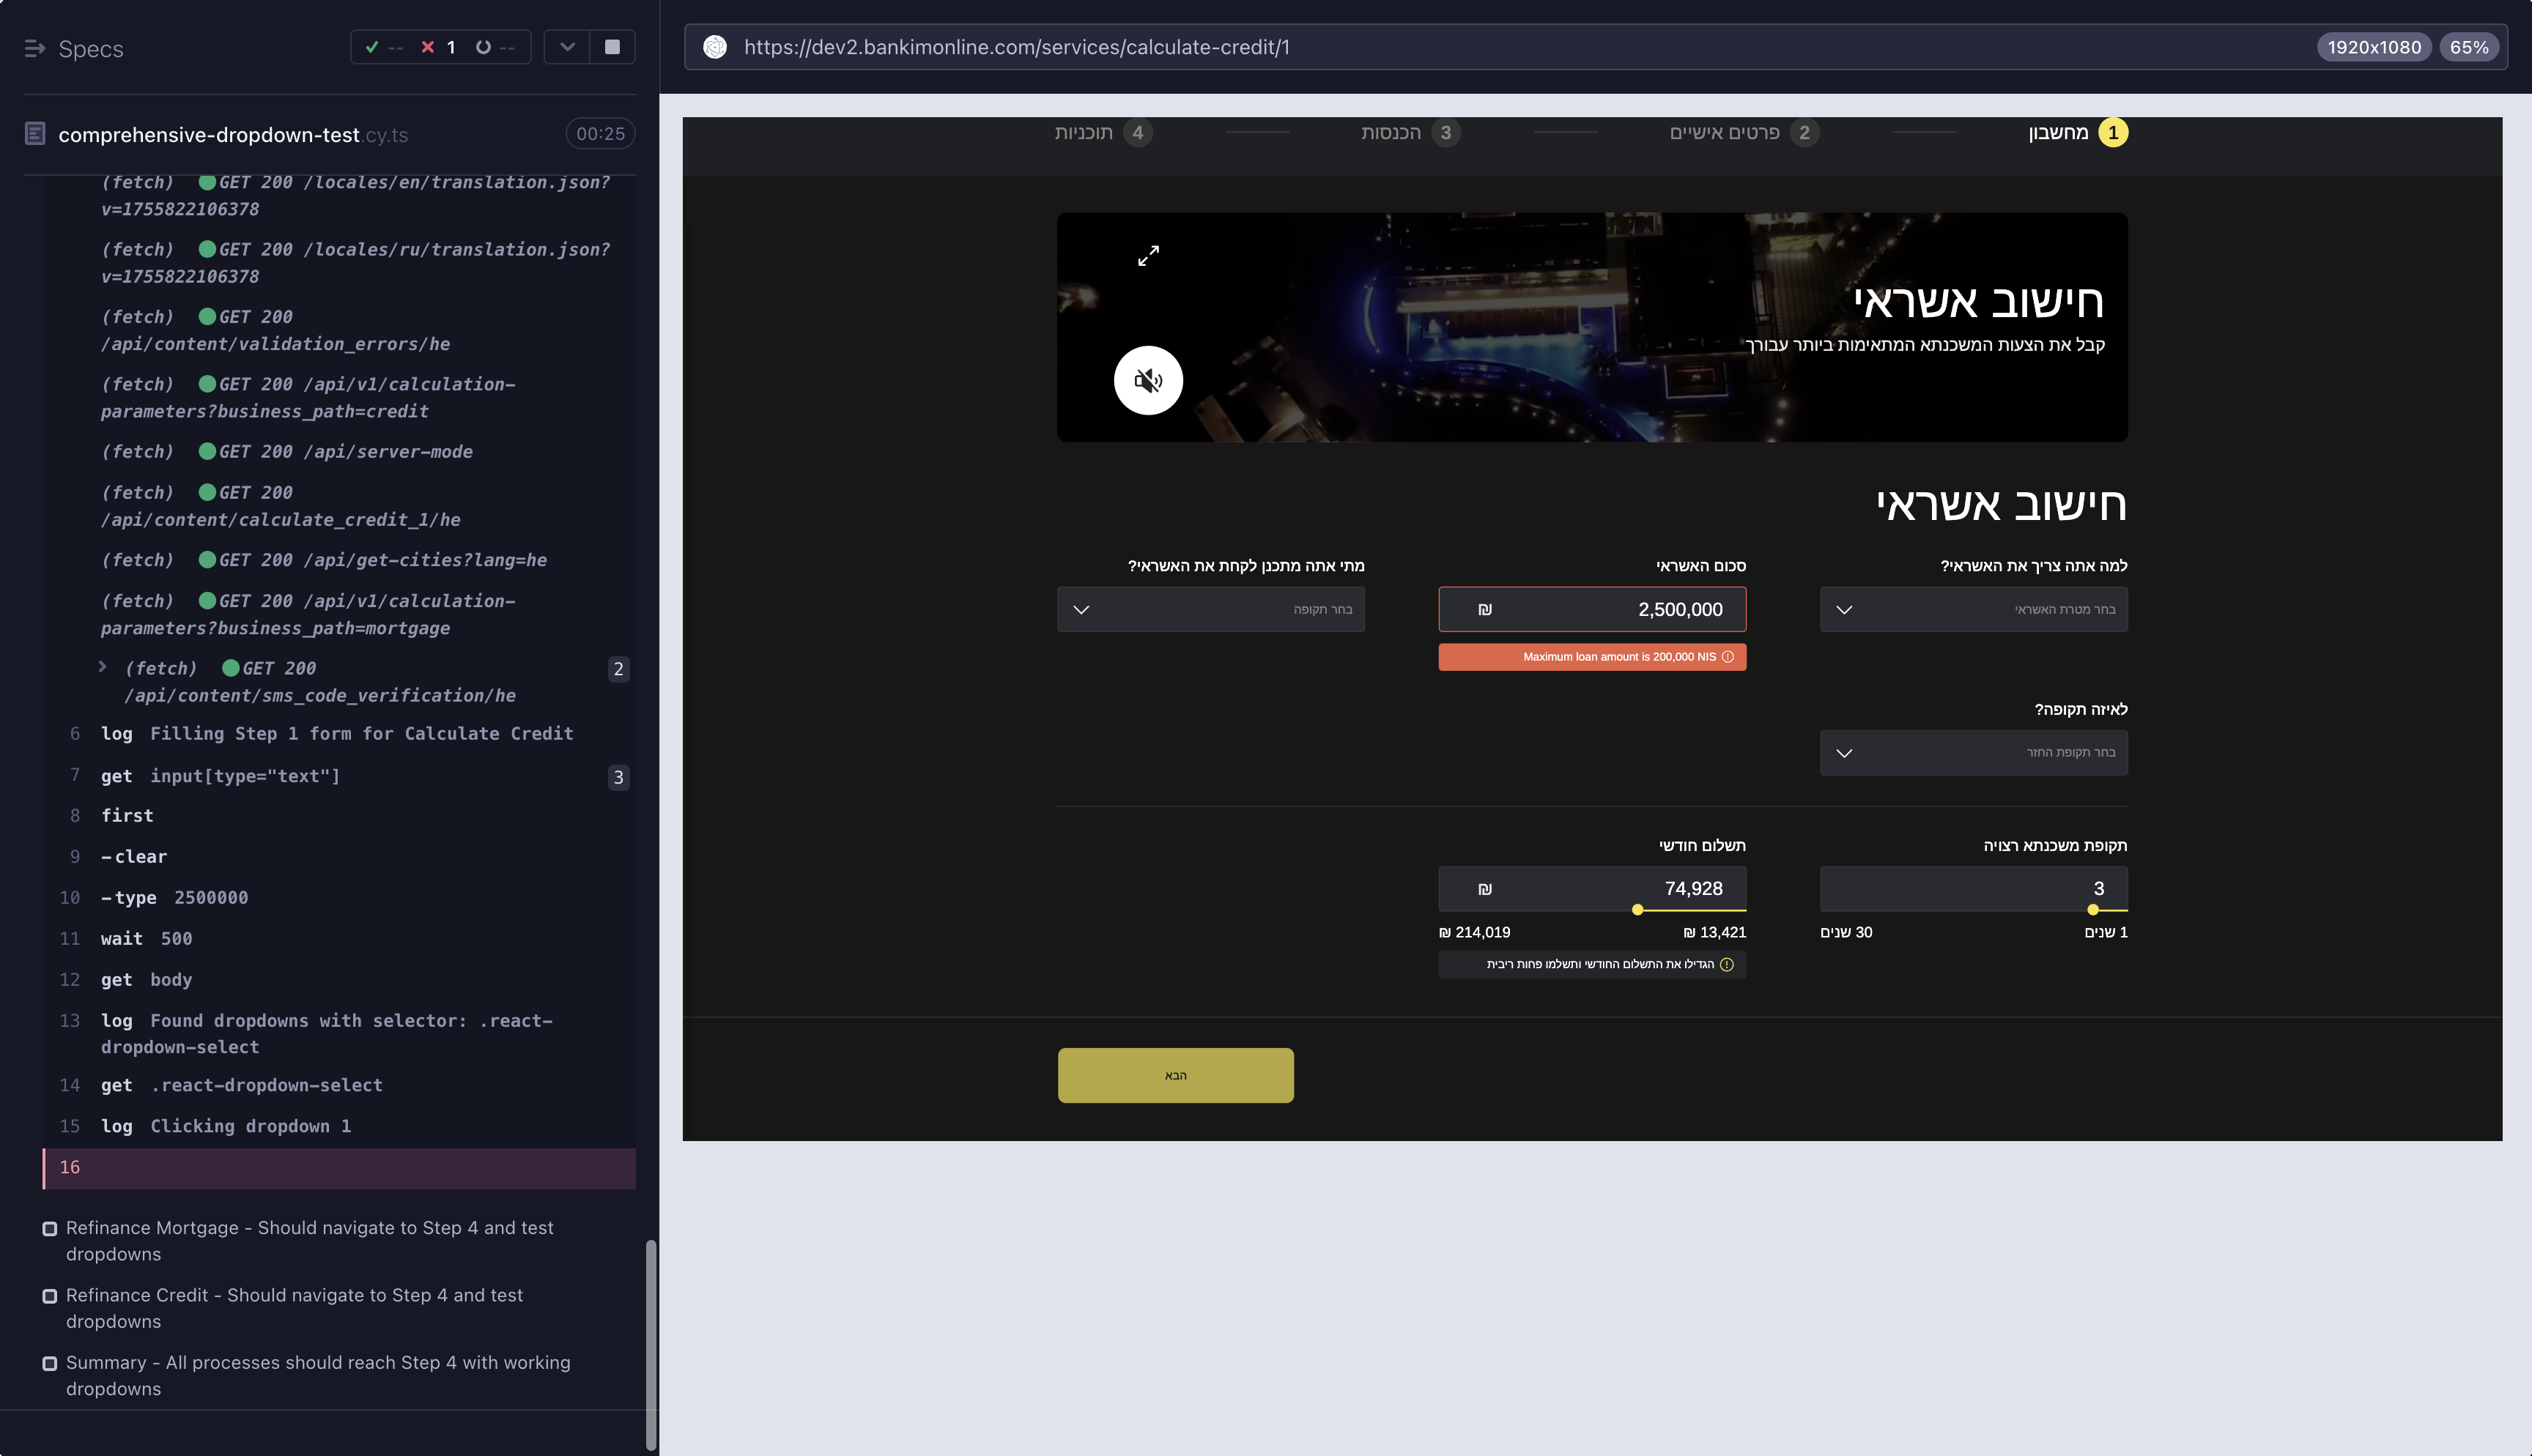 Specs
-- 1 --
comprehensive-dropdown-test.cy.ts
00:25
(fetch) GET 200 /locales/en/translation.json?
v=1755822106378
(fetch) GET 200 /locales/ru/translation.json?
v=1755822106378
(fetch) GET 200
/api/content/validation_errors/he
(fetch) GET 200 /api/v1/calculation-
parameters?business_path=credit
(fetch) GET 200 /api/server-mode
(fetch) GET 200
/api/content/calculate_credit_1/he
(fetch) GET 200 /api/get-cities?lang=he
(fetch) GET 200 /api/v1/calculation-
parameters?business_path=mortgage
(fetch) GET 200
2
/api/content/sms_code_verification/he
6 log Filling Step 1 form for Calculate Credit
7 get input[type="text"] 3
8 first
9 -clear
10 -type 2500000
11 wait 500
12 get body
13 log Found dropdowns with selector: .react-
dropdown-select
14 get .react-dropdown-select
15 log Clicking dropdown 1
16
Refinance Mortgage - Should navigate to Step 4 and test
dropdowns
Refinance Credit - Should navigate to Step 4 and test
dropdowns
Summary - All processes should reach Step 4 with working
dropdowns
https://dev2.bankimonline.com/services/calculate-credit/1
1920x1080 65%
1 מחשבון
2 פרטים אישיים
3 הכנסות
4 תוכניות
חישוב אשראי
קבל את הצעות המשכנתא המתאימות ביותר עבורך
חישוב אשראי
למה אתה צריך את האשראי?
בחר מטרת האשראי
סכום האשראי
2,500,000 ₪
Maximum loan amount is 200,000 NIS
מתי אתה מתכנן לקחת את האשראי?
בחר תקופה
לאיזה תקופה?
בחר תקופת החזר
תקופת משכנתא רצויה
3
1 שנים
30 שנים
תשלום חודשי
74,928 ₪
13,421 ₪
214,019 ₪
הגדילו את התשלום החודשי ותשלמו פחות ריבית
הבא